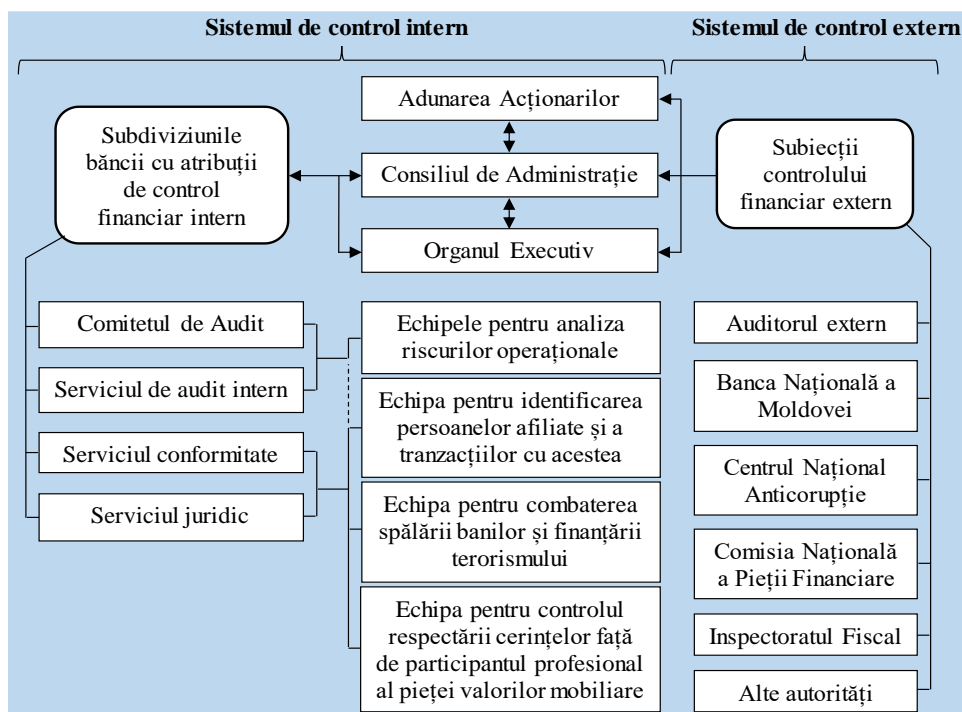 Sistemul de control intern
Sistemul de control extern
Adunarea Acționarilor
Subdiviziunile
băncii cu atribuții
de control
financiar intern
Consiliul de Administrație
Subiecții
controlului
financiar extern
Organul Executiv
Comitetul de Audit
Serviciul de audit intern
Serviciul conformitate
Serviciul juridic
Echipele pentru analiza
riscurilor operaționale
Echipa pentru identificarea
persoanelor afiliate și a
tranzacțiilor cu acestea
Echipa pentru combaterea
spălării banilor și finanțării
terorismului
Echipa pentru controlul
respectării cerințelor față
de participantul profesional
al pieței valorilor mobiliare
Auditorul extern
Banca Națională a
Moldovei
Centrul Național
Anticorupție
Comisia Națională
a Pieții Financiare
Inspectoratul Fiscal
Alte autorități